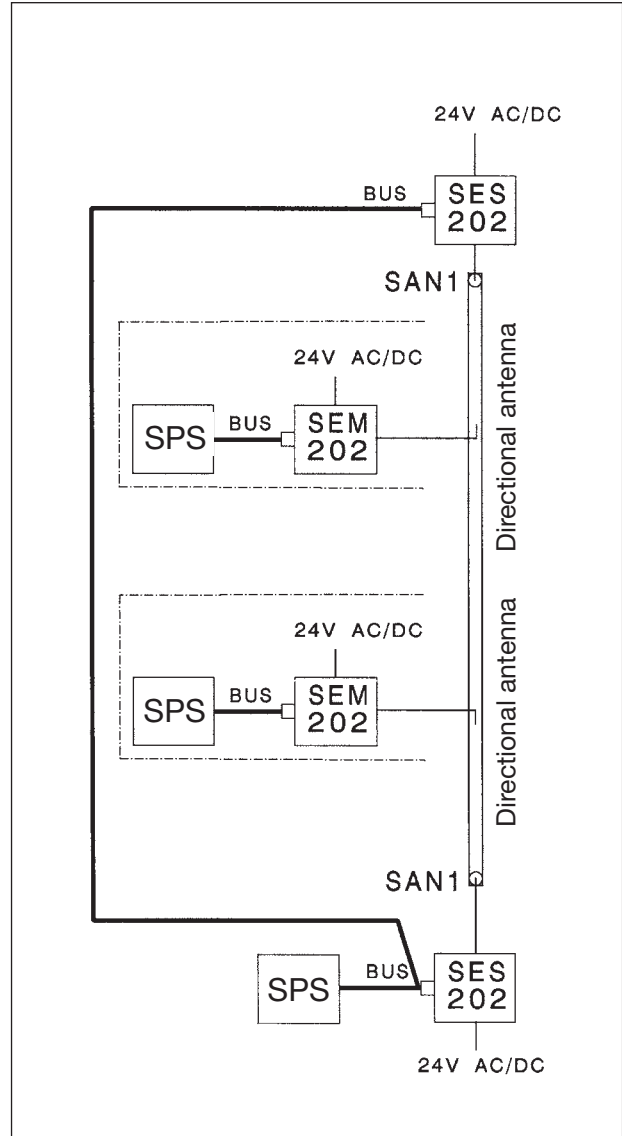 24V AC/DC
BUS
SES
202
SAN1
Directional antenna
24V AC/DC
SPS
BUS
SEM
202
24V AC/DC
SPS
BUS
SEM
202
Directional antenna
SAN1
SPS
BUS
SES
202
24V AC/DC